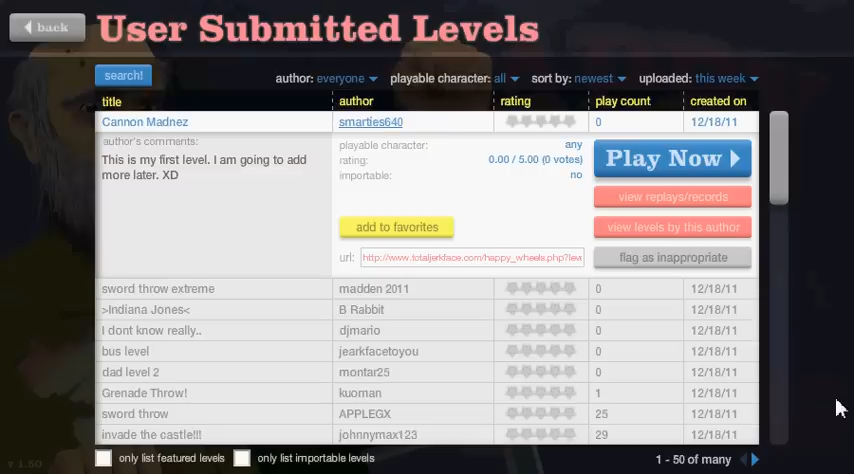 back
User Submitted Levels
search!
author: everyone playable character: all sort by: newest uploaded: this week
title author rating play count created on
Cannon Madnez smarties640 0 12/18/11
author's comments:
This is my first level. I am going to add
more later. XD
playable character: any
rating: 0.00 / 5.00 (0 votes)
importable: no
Play Now
view replays/records
add to favorites
view levels by this author
url: http://www.totaljerkface.com/happy_wheels.php?leve
flag as inappropriate
sword throw extreme madden 2011 0 12/18/11
>Indiana Jones< B Rabbit 0 12/18/11
I dont know really.. djmario 0 12/18/11
bus level jearkfacetoyou 0 12/18/11
dad level 2 montar25 0 12/18/11
Grenade Throw! kuoman 1 12/18/11
sword throw APPLEGX 25 12/18/11
invade the castle!!! johnnymax123 29 12/18/11
only list featured levels only list importable levels 1 - 50 of many
v 1.50